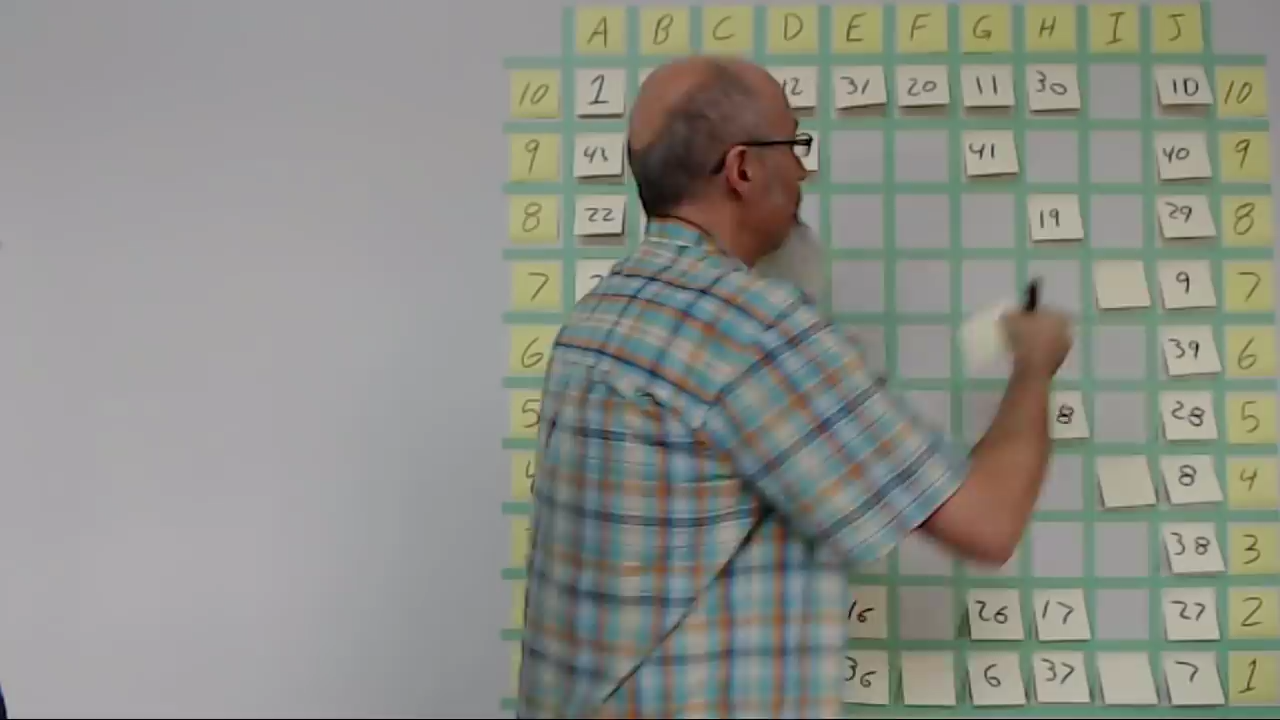 A B C D E F G H I J
10 1 12 31 20 11 30 10 10
9 43 41 40 9
8 22 19 29 8
7 9 7
6 39 6
5 8 28 5
8 4
38 3
16 26 17 27 2
36 6 37 7 1